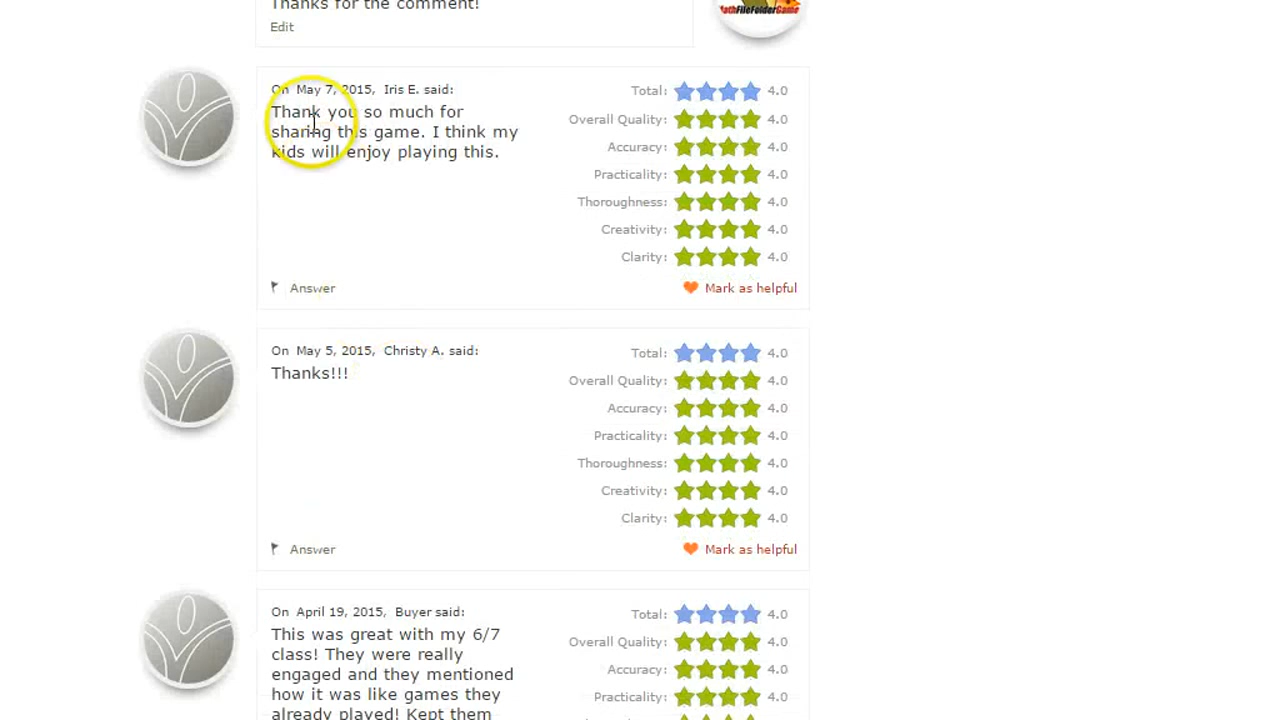 Thanks for the comment!
Edit
MathFileFolderGame
On May 7, 2015, Iris E. said:
Thank you so much for
sharing this game. I think my
kids will enjoy playing this.
Total: 4.0
Overall Quality: 4.0
Accuracy: 4.0
Practicality: 4.0
Thoroughness: 4.0
Creativity: 4.0
Clarity: 4.0
Answer
Mark as helpful
On May 5, 2015, Christy A. said:
Thanks!!!
Total: 4.0
Overall Quality: 4.0
Accuracy: 4.0
Practicality: 4.0
Thoroughness: 4.0
Creativity: 4.0
Clarity: 4.0
Answer
Mark as helpful
On April 19, 2015, Buyer said:
This was great with my 6/7
class! They were really
engaged and they mentioned
how it was like games they
already played! Kept them
Total: 4.0
Overall Quality: 4.0
Accuracy: 4.0
Practicality: 4.0